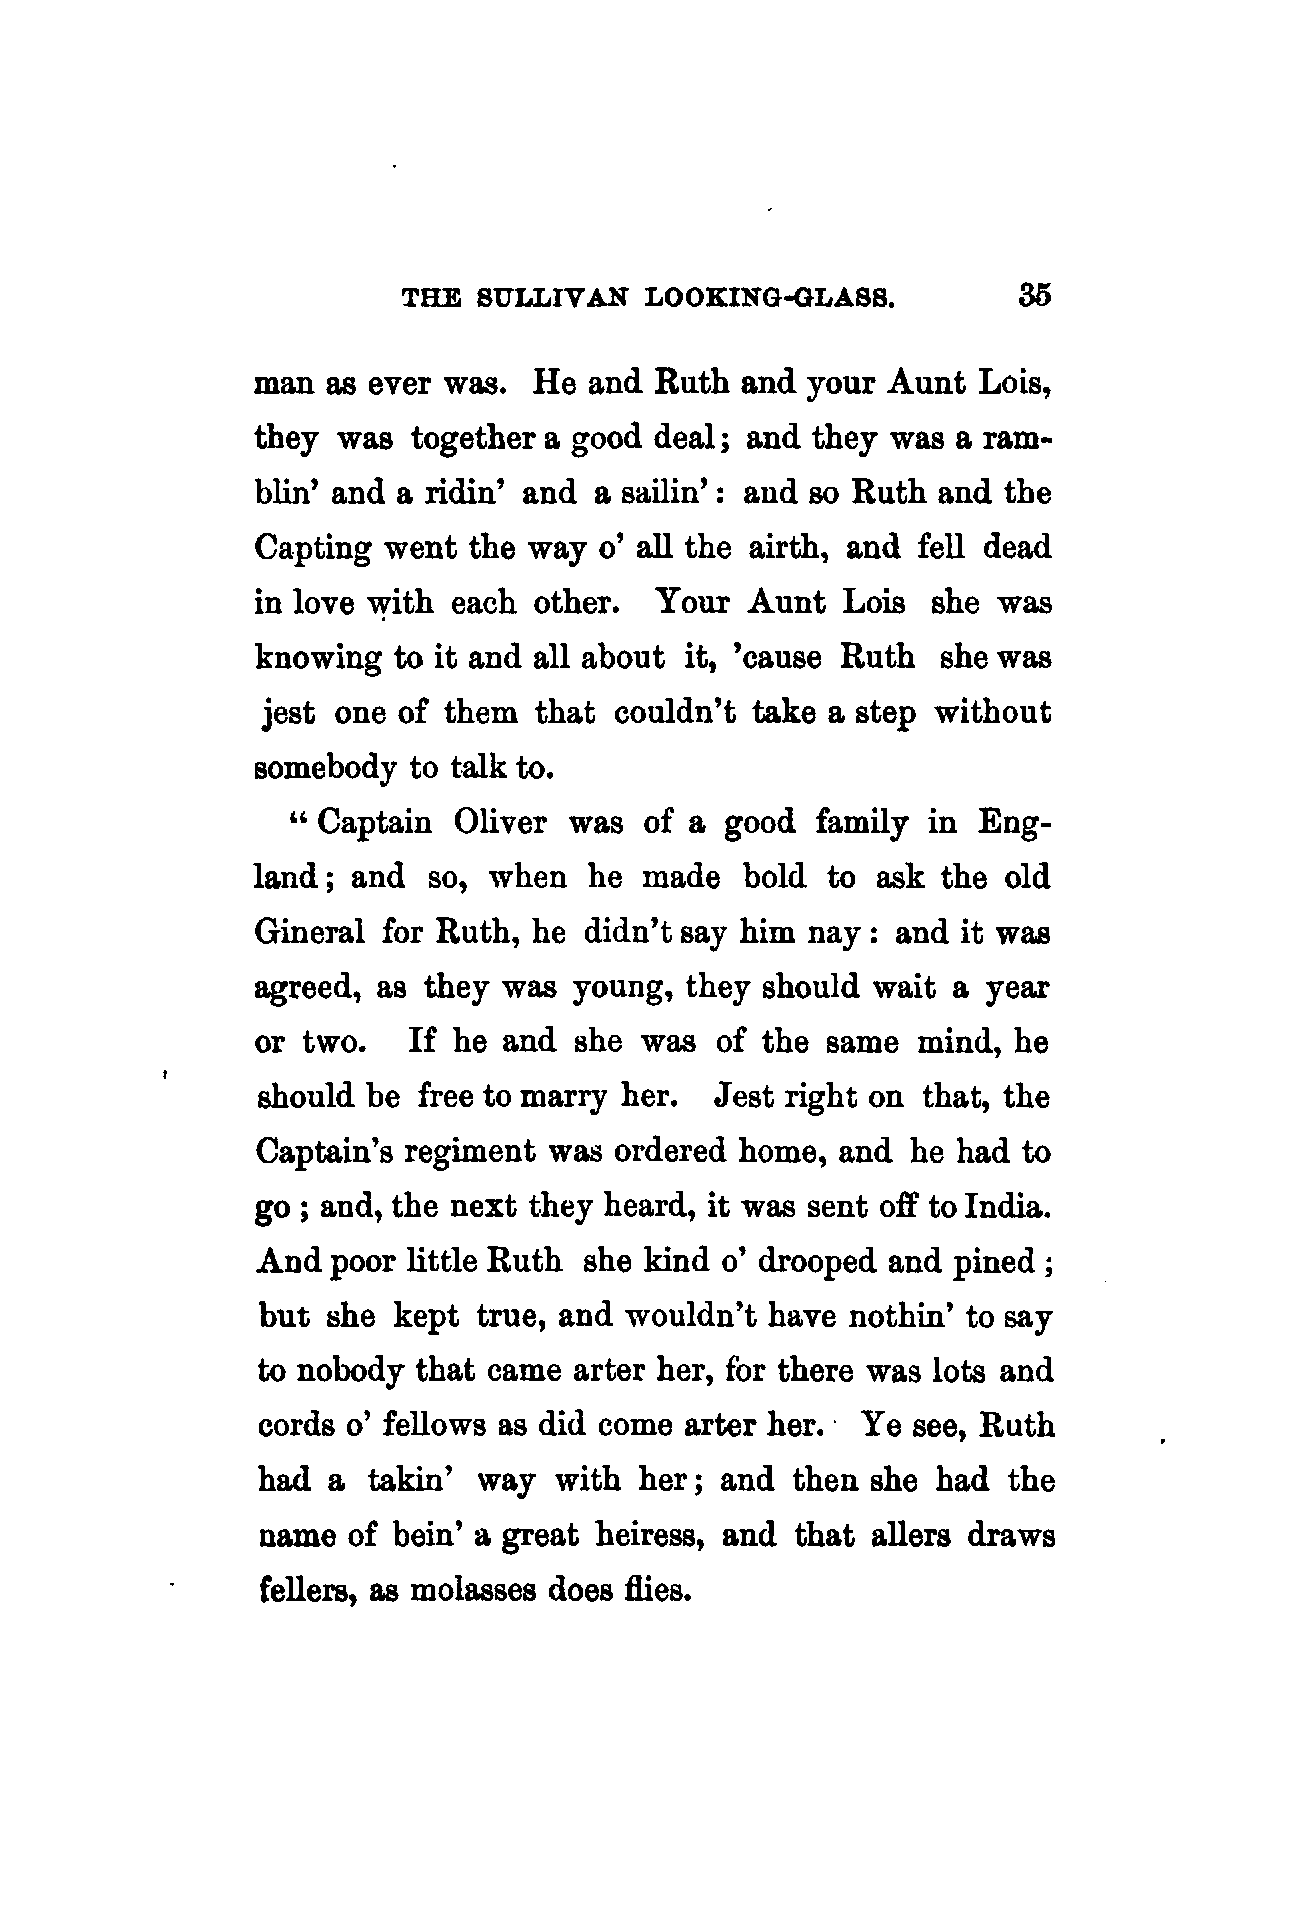 THE SULLIVAN LOOKING-GLASS. 35
man as ever was. He and Ruth and your Aunt Lois,
they was together a good deal; and they was a ram-
blin' and a ridin' and a sailin': and so Ruth and the
Capting went the way o' all the airth, and fell dead
in love with each other. Your Aunt Lois she was
knowing to it and all about it, 'cause Ruth she was
jest one of them that couldn't take a step without
somebody to talk to.
"Captain Oliver was of a good family in Eng-
land; and so, when he made bold to ask the old
Gineral for Ruth, he didn't say him nay: and it was
agreed, as they was young, they should wait a year
or two. If he and she was of the same mind, he
should be free to marry her. Jest right on that, the
Captain's regiment was ordered home, and he had to
go; and, the next they heard, it was sent off to India.
And poor little Ruth she kind o' drooped and pined;
but she kept true, and wouldn't have nothin' to say
to nobody that came arter her, for there was lots and
cords o' fellows as did come arter her. Ye see, Ruth
had a takin' way with her; and then she had the
name of bein' a great heiress, and that allers draws
fellers, as molasses does flies.